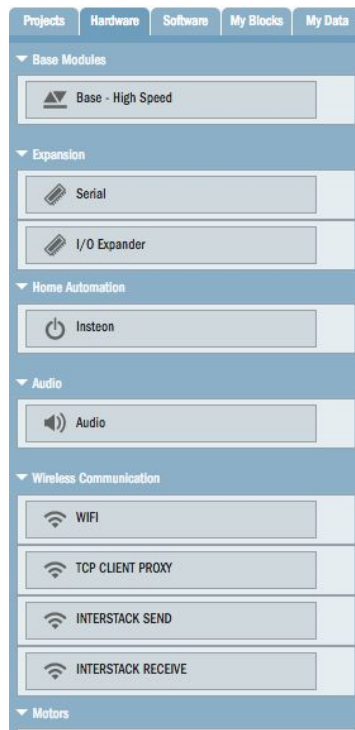 Projects Hardware Software My Blocks My Data
Base Modules
Base - High Speed
Expansion
Serial
I/O Expander
Home Automation
Insteon
Audio
Audio
Wireless Communication
WIFI
TCP CLIENT PROXY
INTERSTACK SEND
INTERSTACK RECEIVE
Motors